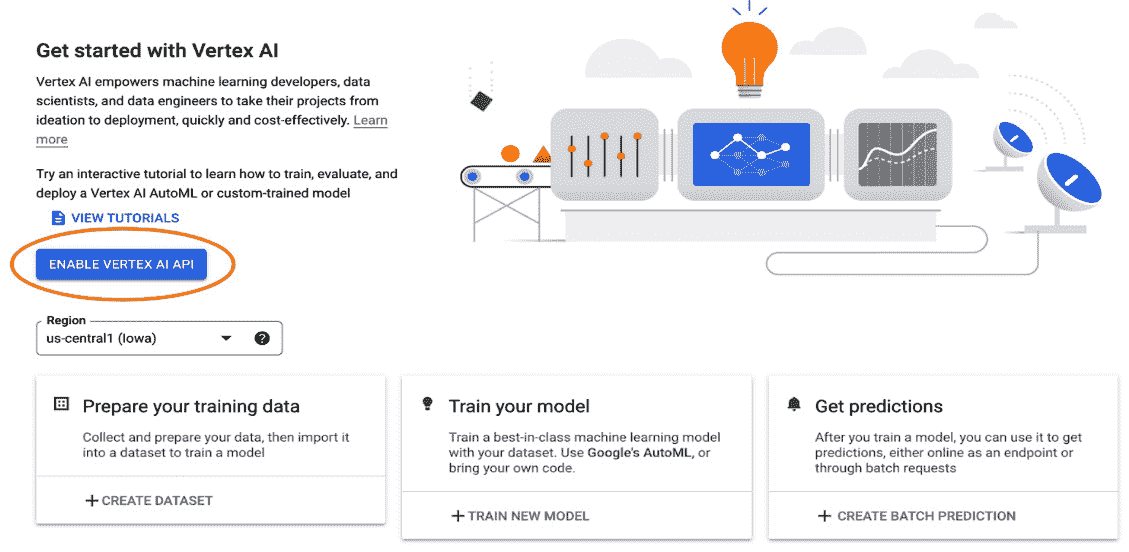 Get started with Vertex AI
Vertex AI empowers machine learning developers, data
scientists, and data engineers to take their projects from
ideation to deployment, quickly and cost-effectively. Learn
more
Try an interactive tutorial to learn how to train, evaluate, and
deploy a Vertex AI AutoML or custom-trained model
VIEW TUTORIALS
ENABLE VERTEX AI API
Region
us-central1 (Iowa)
Prepare your training data
Collect and prepare your data, then import it
into a dataset to train a model
+ CREATE DATASET
Train your model
Train a best-in-class machine learning model
with your dataset. Use Google's AutoML, or
bring your own code.
+ TRAIN NEW MODEL
Get predictions
After you train a model, you can use it to get
predictions, either online as an endpoint or
through batch requests
+ CREATE BATCH PREDICTION